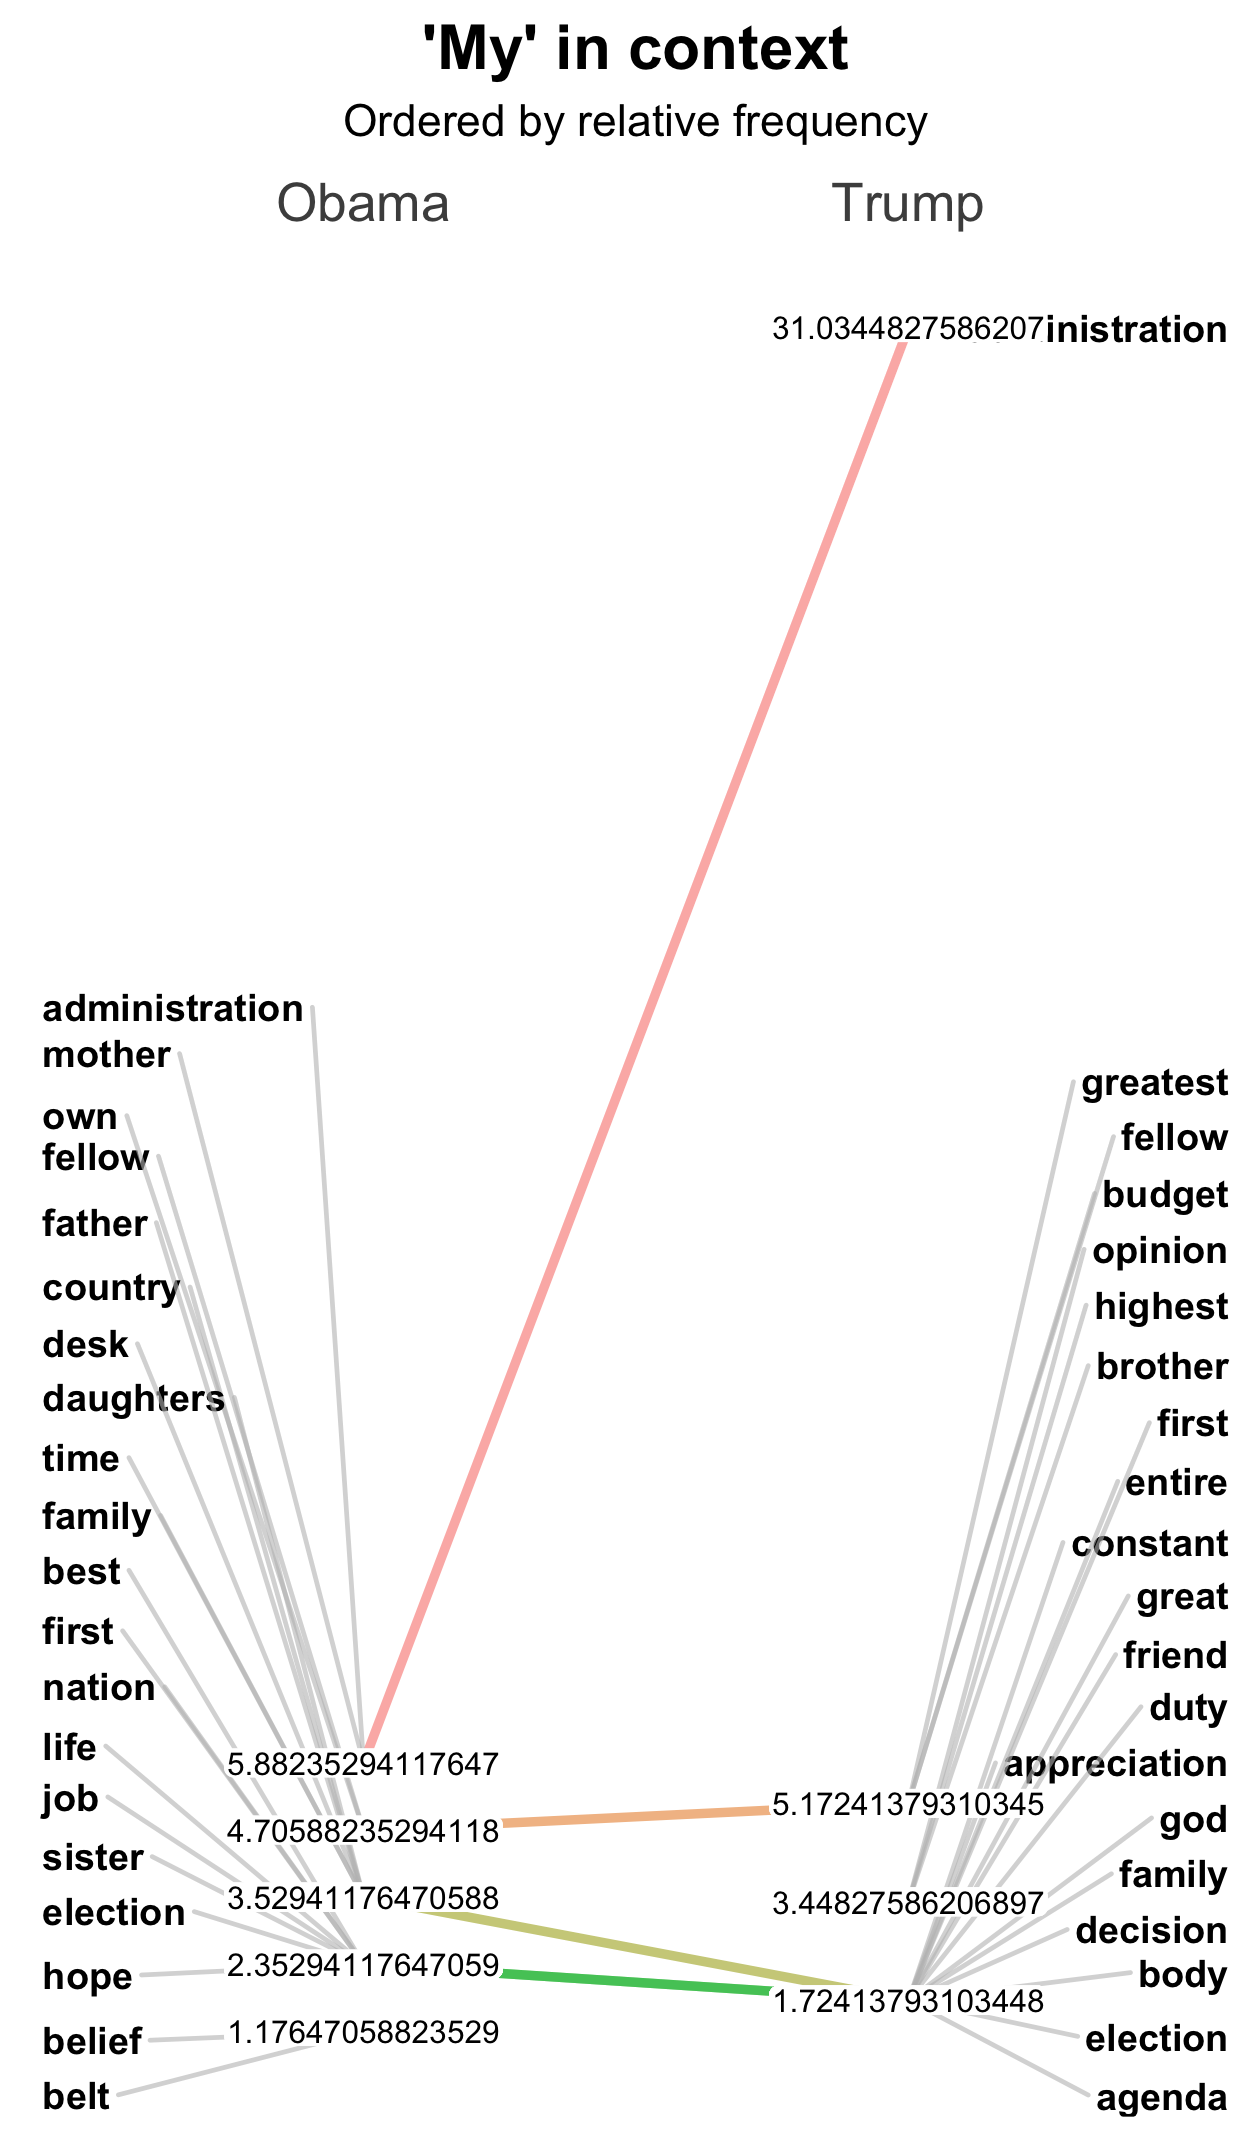 'My' in context
Ordered by relative frequency
Obama
Trump
31.0344827586207
inistration
administration
mother
own
fellow
father
country
desk
daughters
time
family
best
first
nation
life
job
sister
election
hope
belief
belt
5.88235294117647
4.70588235294118
3.52941176470588
2.35294117647059
1.17647058823529
5.17241379310345
3.44827586206897
1.72413793103448
greatest
fellow
budget
opinion
highest
brother
first
entire
constant
great
friend
duty
appreciation
god
family
decision
body
election
agenda